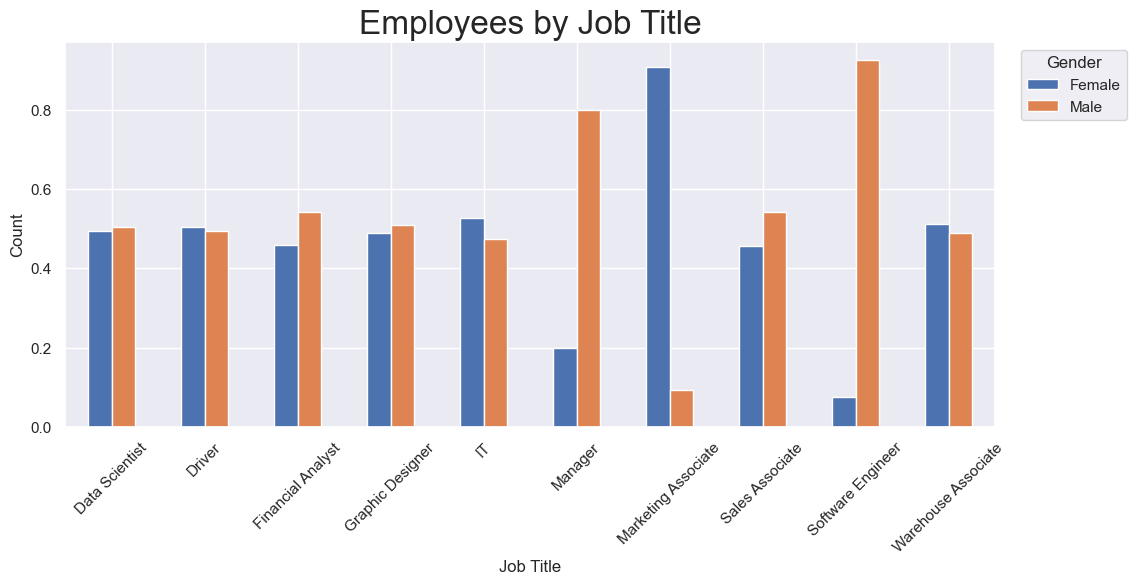 Employees by Job Title
Gender
Female
Male
Count
0.8
0.6
0.4
0.2
0.0
Data Scientist
Driver
Financial Analyst
Graphic Designer
IT
Manager
Marketing Associate
Sales Associate
Software Engineer
Warehouse Associate
Job Title